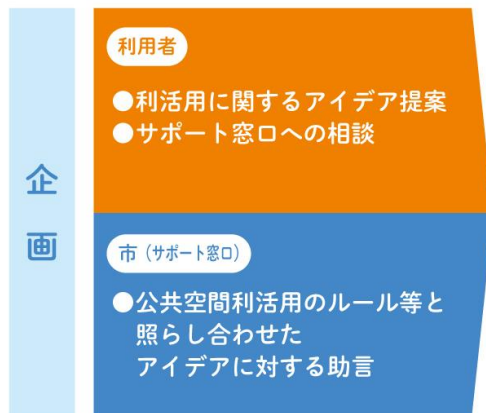 企画
利用者
●利活用に関するアイデア提案
●サポート窓口への相談
市（サポート窓口）
●公共空間利活用のルール等と
照らし合わせた
アイデアに対する助言